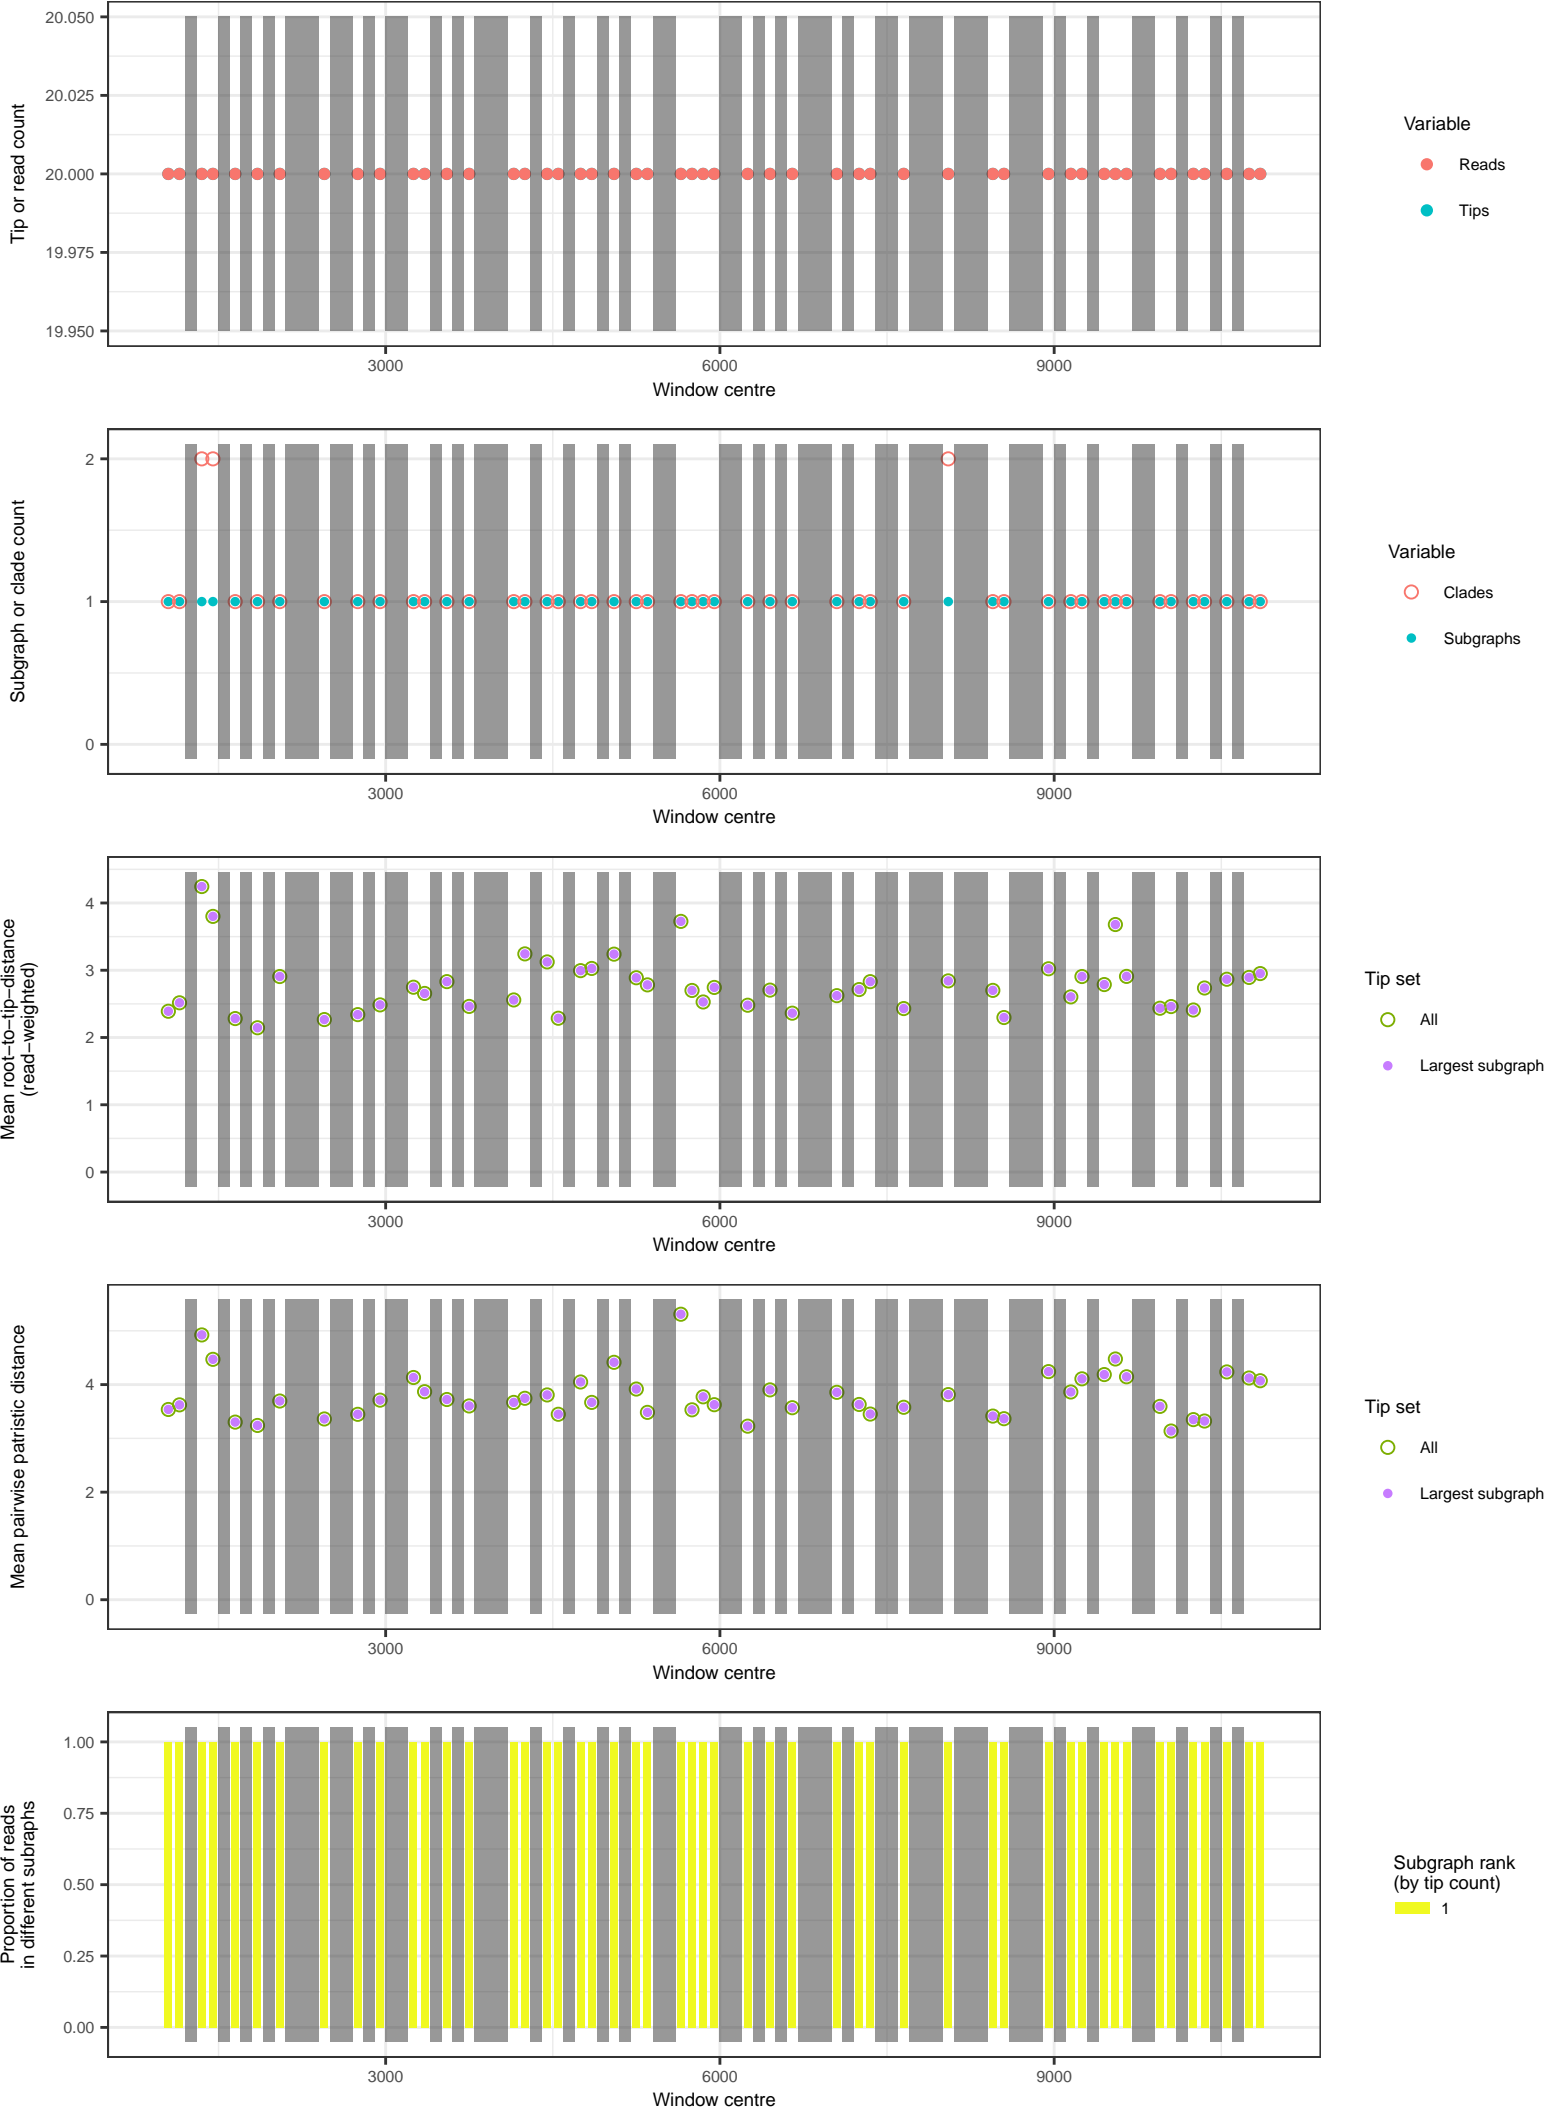 20.050
20.025
20.000
19.975
19.950
Tip or read count
3000 6000 9000
Window centre
Variable
Reads
Tips
2
1
0
Subgraph or clade count
3000 6000 9000
Window centre
Variable
Clades
Subgraphs
4
3
2
1
0
Mean root−to−tip−distance
(read−weighted)
3000 6000 9000
Window centre
Tip set
All
Largest subgraph
4
2
0
Mean pairwise patristic distance
3000 6000 9000
Window centre
Tip set
All
Largest subgraph
1.00
0.75
0.50
0.25
0.00
Proportion of reads
in different subraphs
3000 6000 9000
Window centre
Subgraph rank
(by tip count)
1